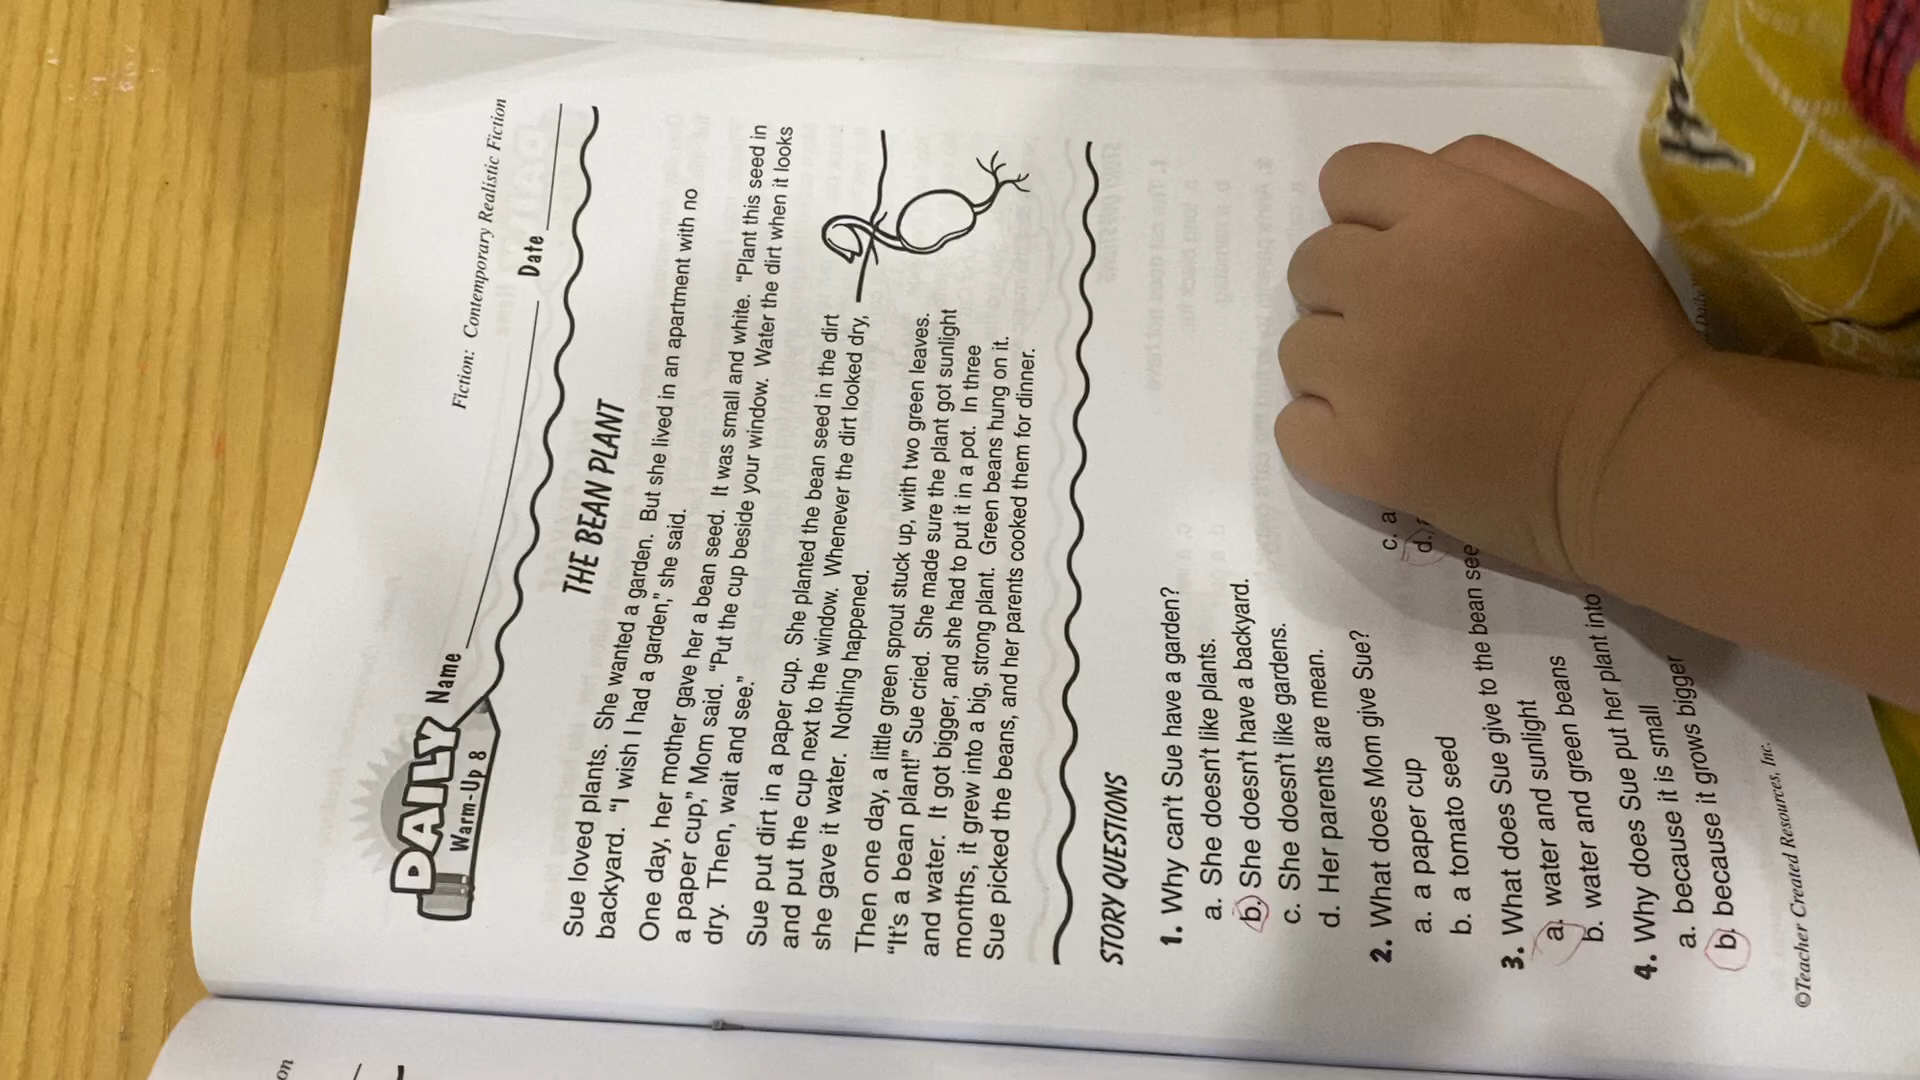 Fiction: Contemporary Realistic Fiction
DAILY
Warm-Up 8
Name Date
THE BEAN PLANT
Sue loved plants. She wanted a garden. But she lived in an apartment with no
backyard. "I wish I had a garden," she said.
One day, her mother gave her a bean seed. It was small and white. "Plant this seed in
a paper cup," Mom said. "Put the cup beside your window. Water the dirt when it looks
dry. Then, wait and see."
Sue put dirt in a paper cup. She planted the bean seed in the dirt
and put the cup next to the window. Whenever the dirt looked dry,
she gave it water. Nothing happened.
Then one day, a little green sprout stuck up, with two green leaves.
"It's a bean plant!" Sue cried. She made sure the plant got sunlight
and water. It got bigger, and she had to put it in a pot. In three
months, it grew into a big, strong plant. Green beans hung on it.
Sue picked the beans, and her parents cooked them for dinner.
STORY QUESTIONS
1. Why can't Sue have a garden?
a. She doesn't like plants.
b. She doesn't have a backyard.
c. She doesn't like gardens.
d. Her parents are mean.
2. What does Mom give Sue?
a. a paper cup c. a
b. a tomato seed d.
3. What does Sue give to the bean see
a. water and sunlight
b. water and green beans
4. Why does Sue put her plant into
a. because it is small
b. because it grows bigger
©Teacher Created Resources, Inc.
on